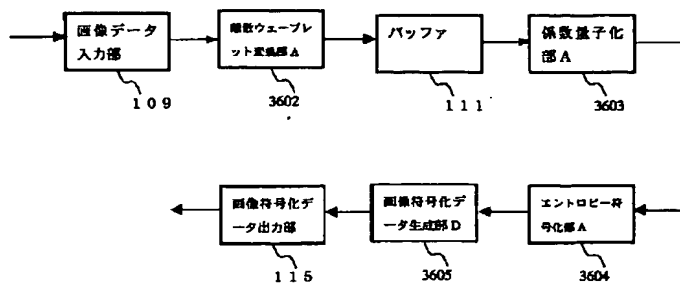 画像データ
入力部
離散ウェーブレ
ット変換部A
バッファ
係数量子化
部A
109
3602
111
3603
画像符号化デ
ータ出力部
画像符号化デ
ータ生成部D
エントロピー符
号化部A
115
3605
3604